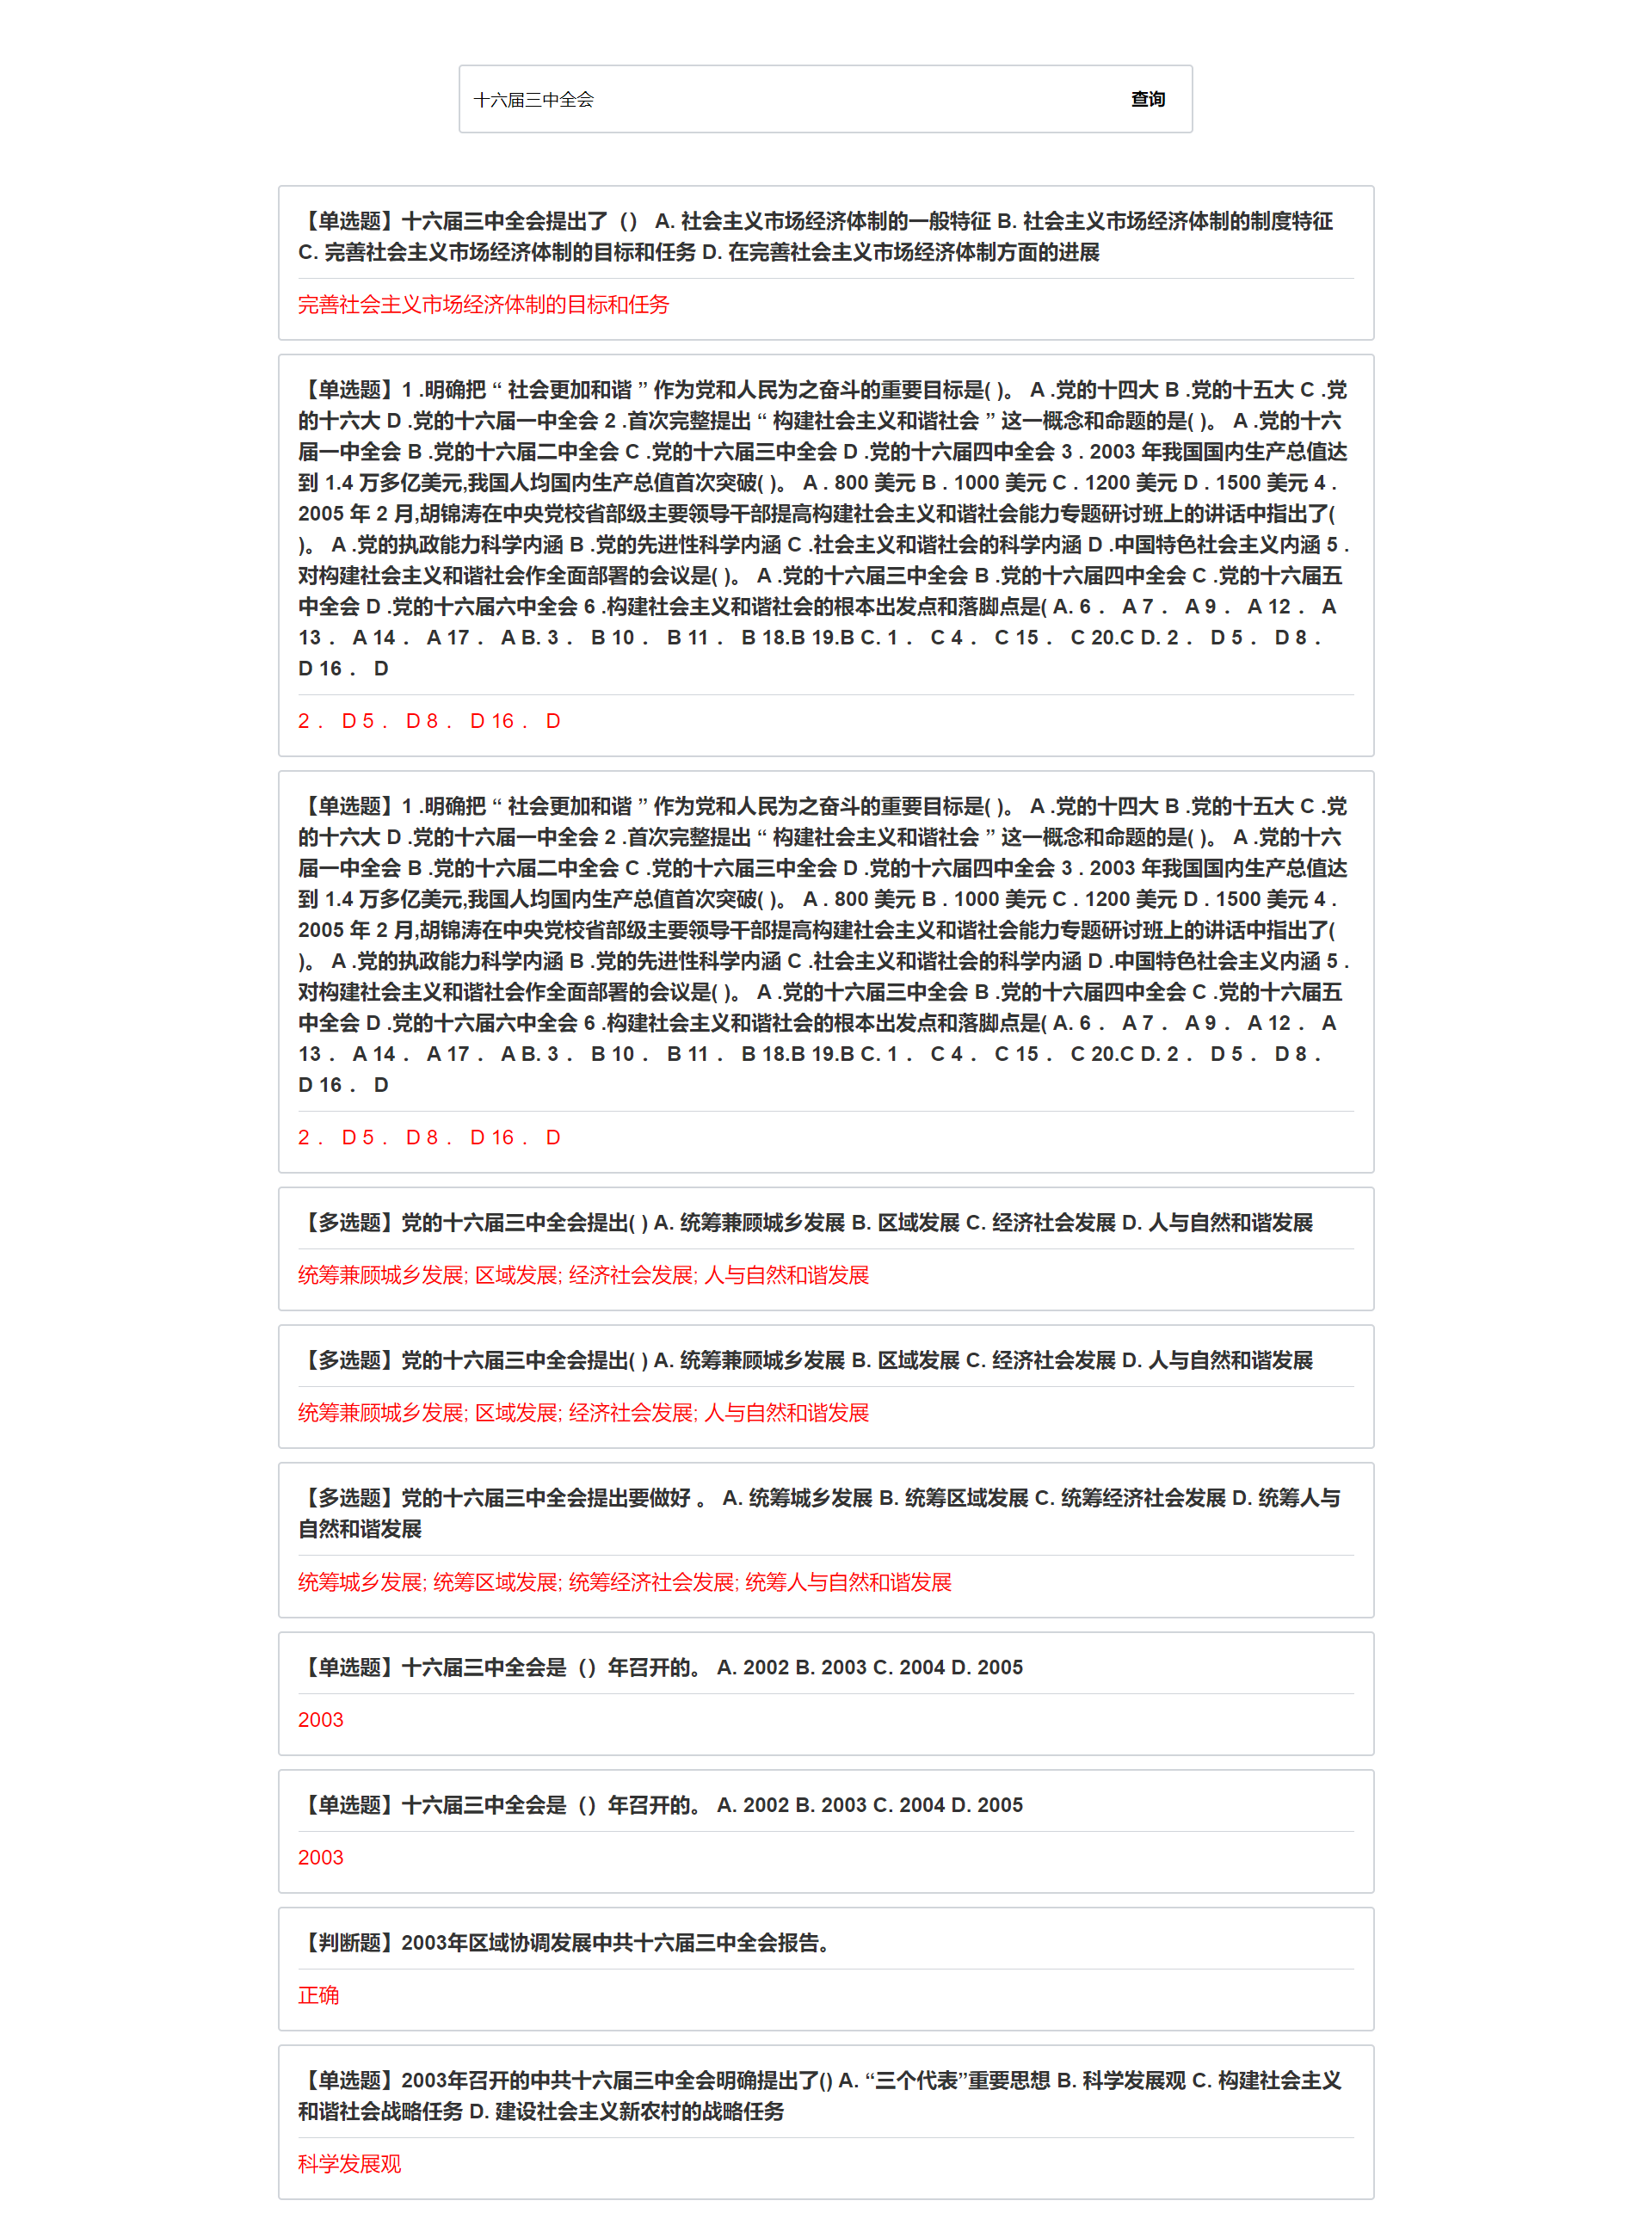 十六届三中全会 查询
【单选题】十六届三中全会提出了（） A. 社会主义市场经济体制的一般特征 B. 社会主义市场经济体制的制度特征
C. 完善社会主义市场经济体制的目标和任务 D. 在完善社会主义市场经济体制方面的进展
完善社会主义市场经济体制的目标和任务
【单选题】1 .明确把 “ 社会更加和谐 ” 作为党和人民为之奋斗的重要目标是( )。 A .党的十四大 B .党的十五大 C .党
的十六大 D .党的十六届一中全会 2 .首次完整提出 “ 构建社会主义和谐社会 ” 这一概念和命题的是( )。 A .党的十六
届一中全会 B .党的十六届二中全会 C .党的十六届三中全会 D .党的十六届四中全会 3 . 2003 年我国国内生产总值达
到 1.4 万多亿美元,我国人均国内生产总值首次突破( )。 A . 800 美元 B . 1000 美元 C . 1200 美元 D . 1500 美元 4 .
2005 年 2 月,胡锦涛在中央党校省部级主要领导干部提高构建社会主义和谐社会能力专题研讨班上的讲话中指出了(
)。 A .党的执政能力科学内涵 B .党的先进性科学内涵 C .社会主义和谐社会的科学内涵 D .中国特色社会主义内涵 5 .
对构建社会主义和谐社会作全面部署的会议是( )。 A .党的十六届三中全会 B .党的十六届四中全会 C .党的十六届五
中全会 D .党的十六届六中全会 6 .构建社会主义和谐社会的根本出发点和落脚点是( A. 6． A 7． A 9． A 12． A
13． A 14． A 17． A B. 3． B 10． B 11． B 18.B 19.B C. 1． C 4． C 15． C 20.C D. 2． D 5． D 8．
D 16． D
2． D 5． D 8． D 16． D
【单选题】1 .明确把 “ 社会更加和谐 ” 作为党和人民为之奋斗的重要目标是( )。 A .党的十四大 B .党的十五大 C .党
的十六大 D .党的十六届一中全会 2 .首次完整提出 “ 构建社会主义和谐社会 ” 这一概念和命题的是( )。 A .党的十六
届一中全会 B .党的十六届二中全会 C .党的十六届三中全会 D .党的十六届四中全会 3 . 2003 年我国国内生产总值达
到 1.4 万多亿美元,我国人均国内生产总值首次突破( )。 A . 800 美元 B . 1000 美元 C . 1200 美元 D . 1500 美元 4 .
2005 年 2 月,胡锦涛在中央党校省部级主要领导干部提高构建社会主义和谐社会能力专题研讨班上的讲话中指出了(
)。 A .党的执政能力科学内涵 B .党的先进性科学内涵 C .社会主义和谐社会的科学内涵 D .中国特色社会主义内涵 5 .
对构建社会主义和谐社会作全面部署的会议是( )。 A .党的十六届三中全会 B .党的十六届四中全会 C .党的十六届五
中全会 D .党的十六届六中全会 6 .构建社会主义和谐社会的根本出发点和落脚点是( A. 6． A 7． A 9． A 12． A
13． A 14． A 17． A B. 3． B 10． B 11． B 18.B 19.B C. 1． C 4． C 15． C 20.C D. 2． D 5． D 8．
D 16． D
2． D 5． D 8． D 16． D
【多选题】党的十六届三中全会提出( ) A. 统筹兼顾城乡发展 B. 区域发展 C. 经济社会发展 D. 人与自然和谐发展
统筹兼顾城乡发展; 区域发展; 经济社会发展; 人与自然和谐发展
【多选题】党的十六届三中全会提出( ) A. 统筹兼顾城乡发展 B. 区域发展 C. 经济社会发展 D. 人与自然和谐发展
统筹兼顾城乡发展; 区域发展; 经济社会发展; 人与自然和谐发展
【多选题】党的十六届三中全会提出要做好 。 A. 统筹城乡发展 B. 统筹区域发展 C. 统筹经济社会发展 D. 统筹人与
自然和谐发展
统筹城乡发展; 统筹区域发展; 统筹经济社会发展; 统筹人与自然和谐发展
【单选题】十六届三中全会是（）年召开的。 A. 2002 B. 2003 C. 2004 D. 2005
2003
【单选题】十六届三中全会是（）年召开的。 A. 2002 B. 2003 C. 2004 D. 2005
2003
【判断题】2003年区域协调发展中共十六届三中全会报告。
正确
【单选题】2003年召开的中共十六届三中全会明确提出了() A. “三个代表”重要思想 B. 科学发展观 C. 构建社会主义
和谐社会战略任务 D. 建设社会主义新农村的战略任务
科学发展观